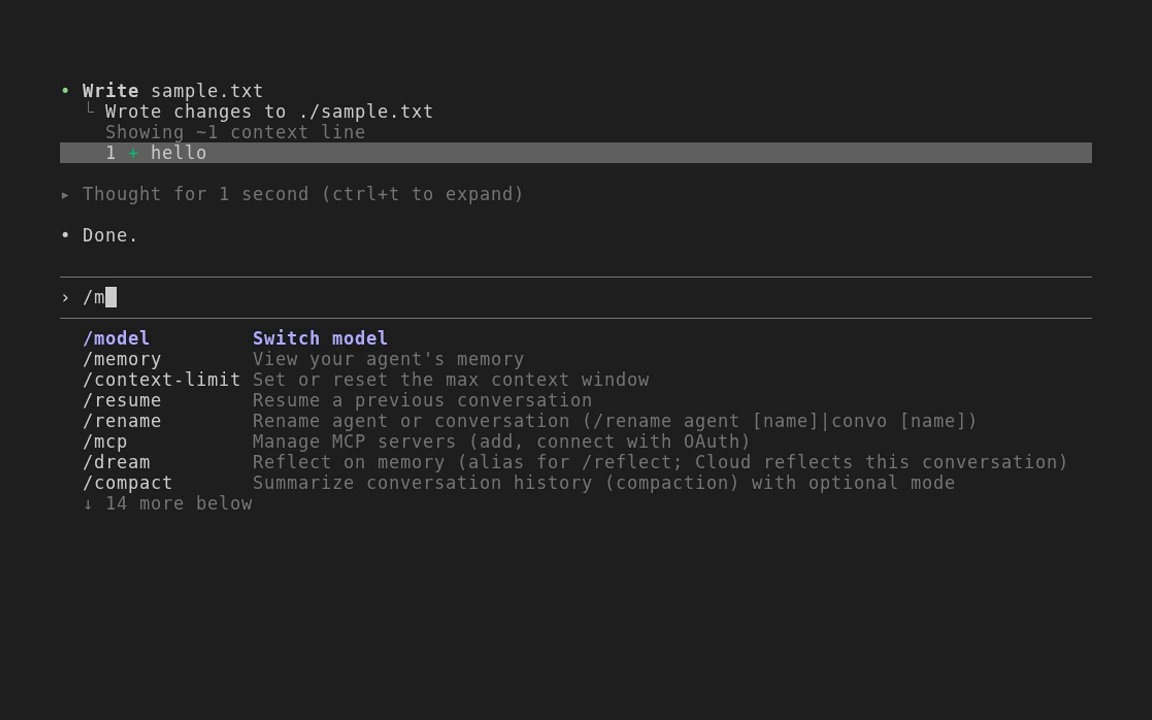 • Write sample.txt
└ Wrote changes to ./sample.txt
Showing ~1 context line
1 + hello
▸ Thought for 1 second (ctrl+t to expand)
• Done.
› /m
/model Switch model
/memory View your agent's memory
/context-limit Set or reset the max context window
/resume Resume a previous conversation
/rename Rename agent or conversation (/rename agent [name]|convo [name])
/mcp Manage MCP servers (add, connect with OAuth)
/dream Reflect on memory (alias for /reflect; Cloud reflects this conversation)
/compact Summarize conversation history (compaction) with optional mode
↓ 14 more below